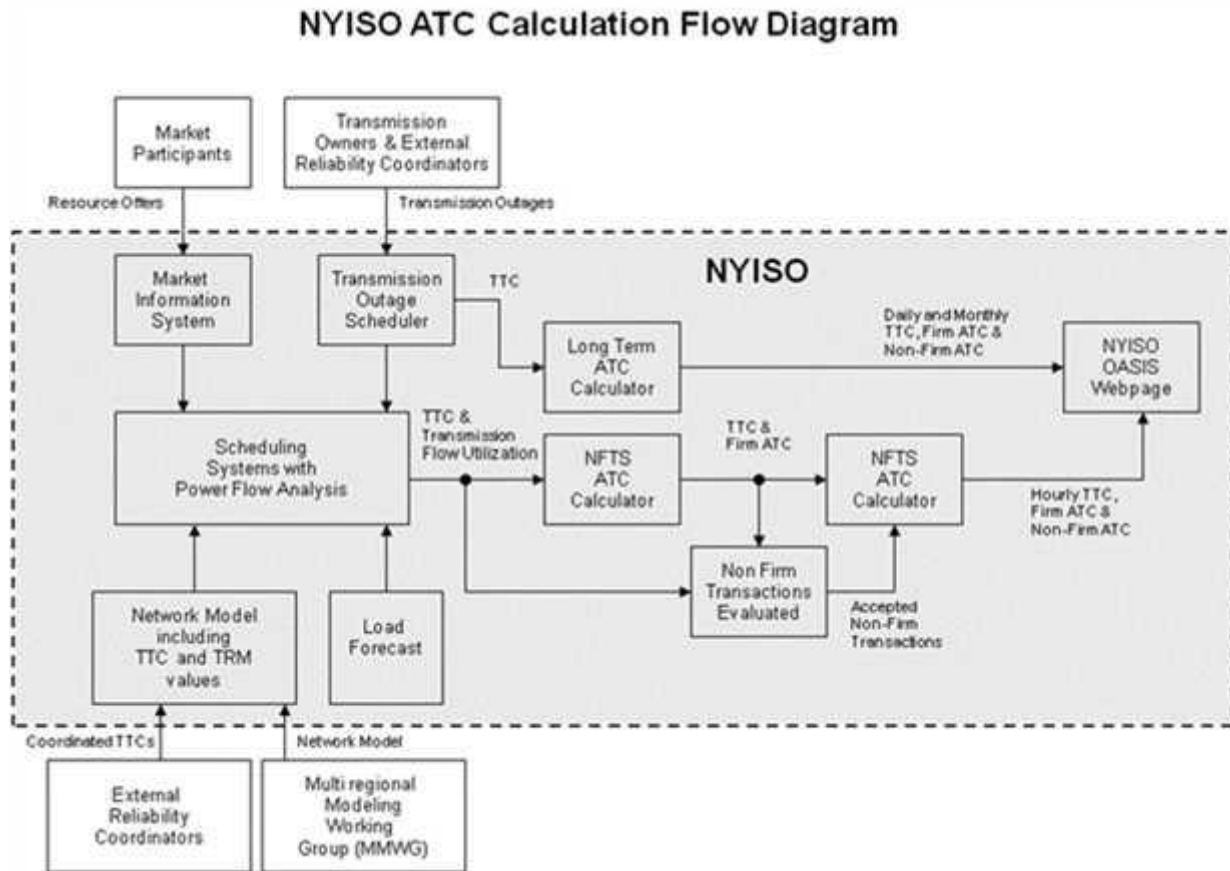 NYISO ATC Calculation Flow Diagram
Market
Participants
Transmission
Owners & External
Reliability Coordinators
Resource Offers
Transmission Outages
NYISO
Market
Information
System
Transmission
Outage
Scheduler
TTC
Long Term
ATC
Calculator
Daily and Monthly
TTC, Firm ATC &
Non-Firm ATC
NYISO
OASIS
Webpage
Scheduling
Systems with
Power Flow Analysis
TTC &
Transmission
Flow Utilization
NFTS
ATC
Calculator
TTC &
Firm ATC
NFTS
ATC
Calculator
Hourly TTC,
Firm ATC &
Non-Firm ATC
Non Firm
Transactions
Evaluated
Accepted
Non-Firm
Transactions
Network Model
including
TTC and TRM
values
Load
Forecast
Coordinated TTCs
Network Model
External
Reliability
Coordinators
Multi regional
Modeling
Working
Group (MMWG)